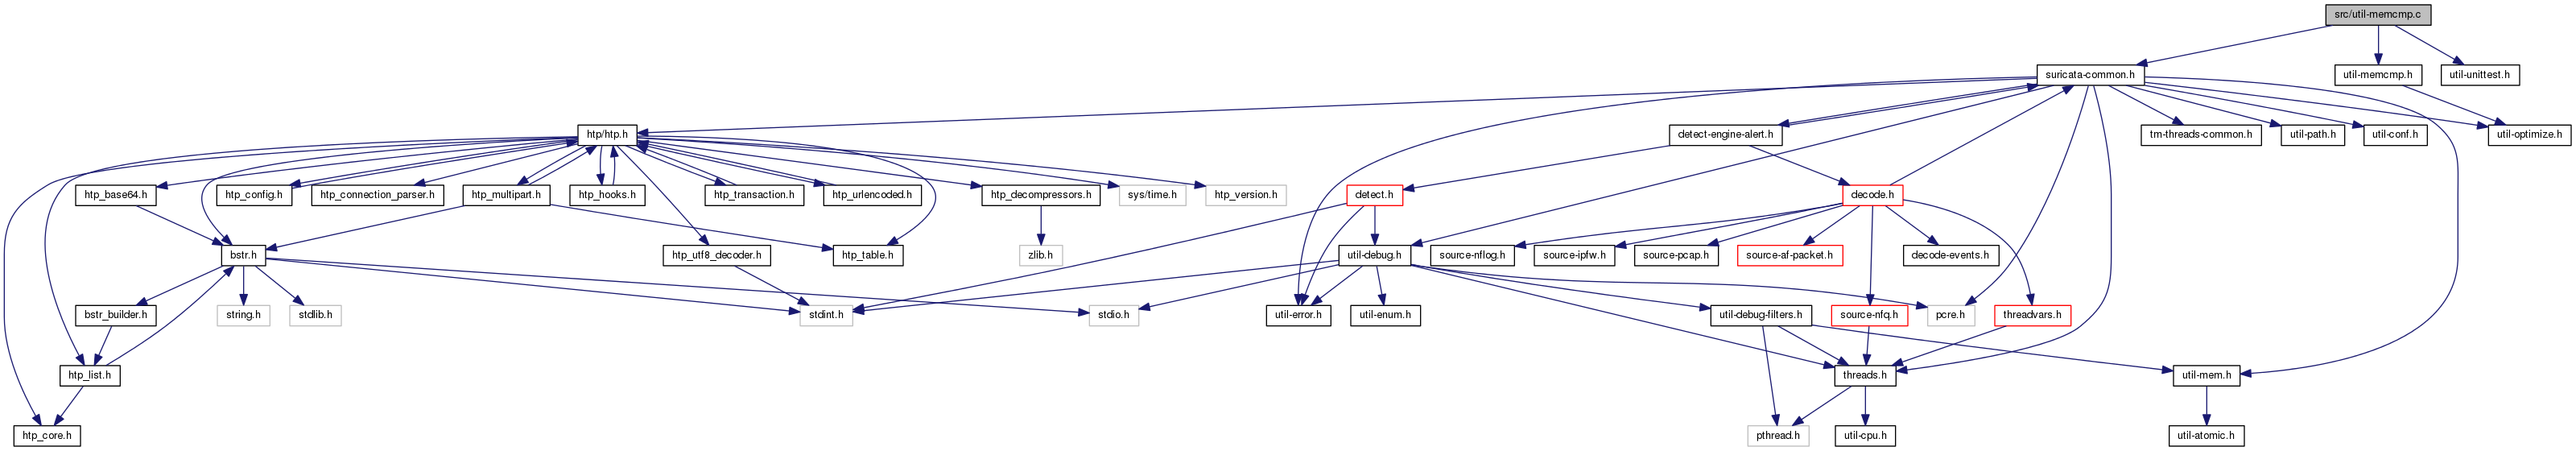 src/util-memcmp.c
suricata-common.h
util-memcmp.h
util-unittest.h
htp/htp.h
detect-engine-alert.h
tm-threads-common.h
util-path.h
util-conf.h
util-optimize.h
htp_base64.h
htp_config.h
htp_connection_parser.h
htp_multipart.h
htp_hooks.h
htp_transaction.h
htp_urlencoded.h
htp_decompressors.h
sys/time.h
htp_version.h
detect.h
decode.h
bstr.h
htp_utf8_decoder.h
htp_table.h
zlib.h
util-debug.h
source-nflog.h
source-ipfw.h
source-pcap.h
source-af-packet.h
decode-events.h
bstr_builder.h
string.h
stdlib.h
stdint.h
stdio.h
util-error.h
util-enum.h
util-debug-filters.h
source-nfq.h
pcre.h
threadvars.h
htp_list.h
threads.h
util-mem.h
htp_core.h
pthread.h
util-cpu.h
util-atomic.h